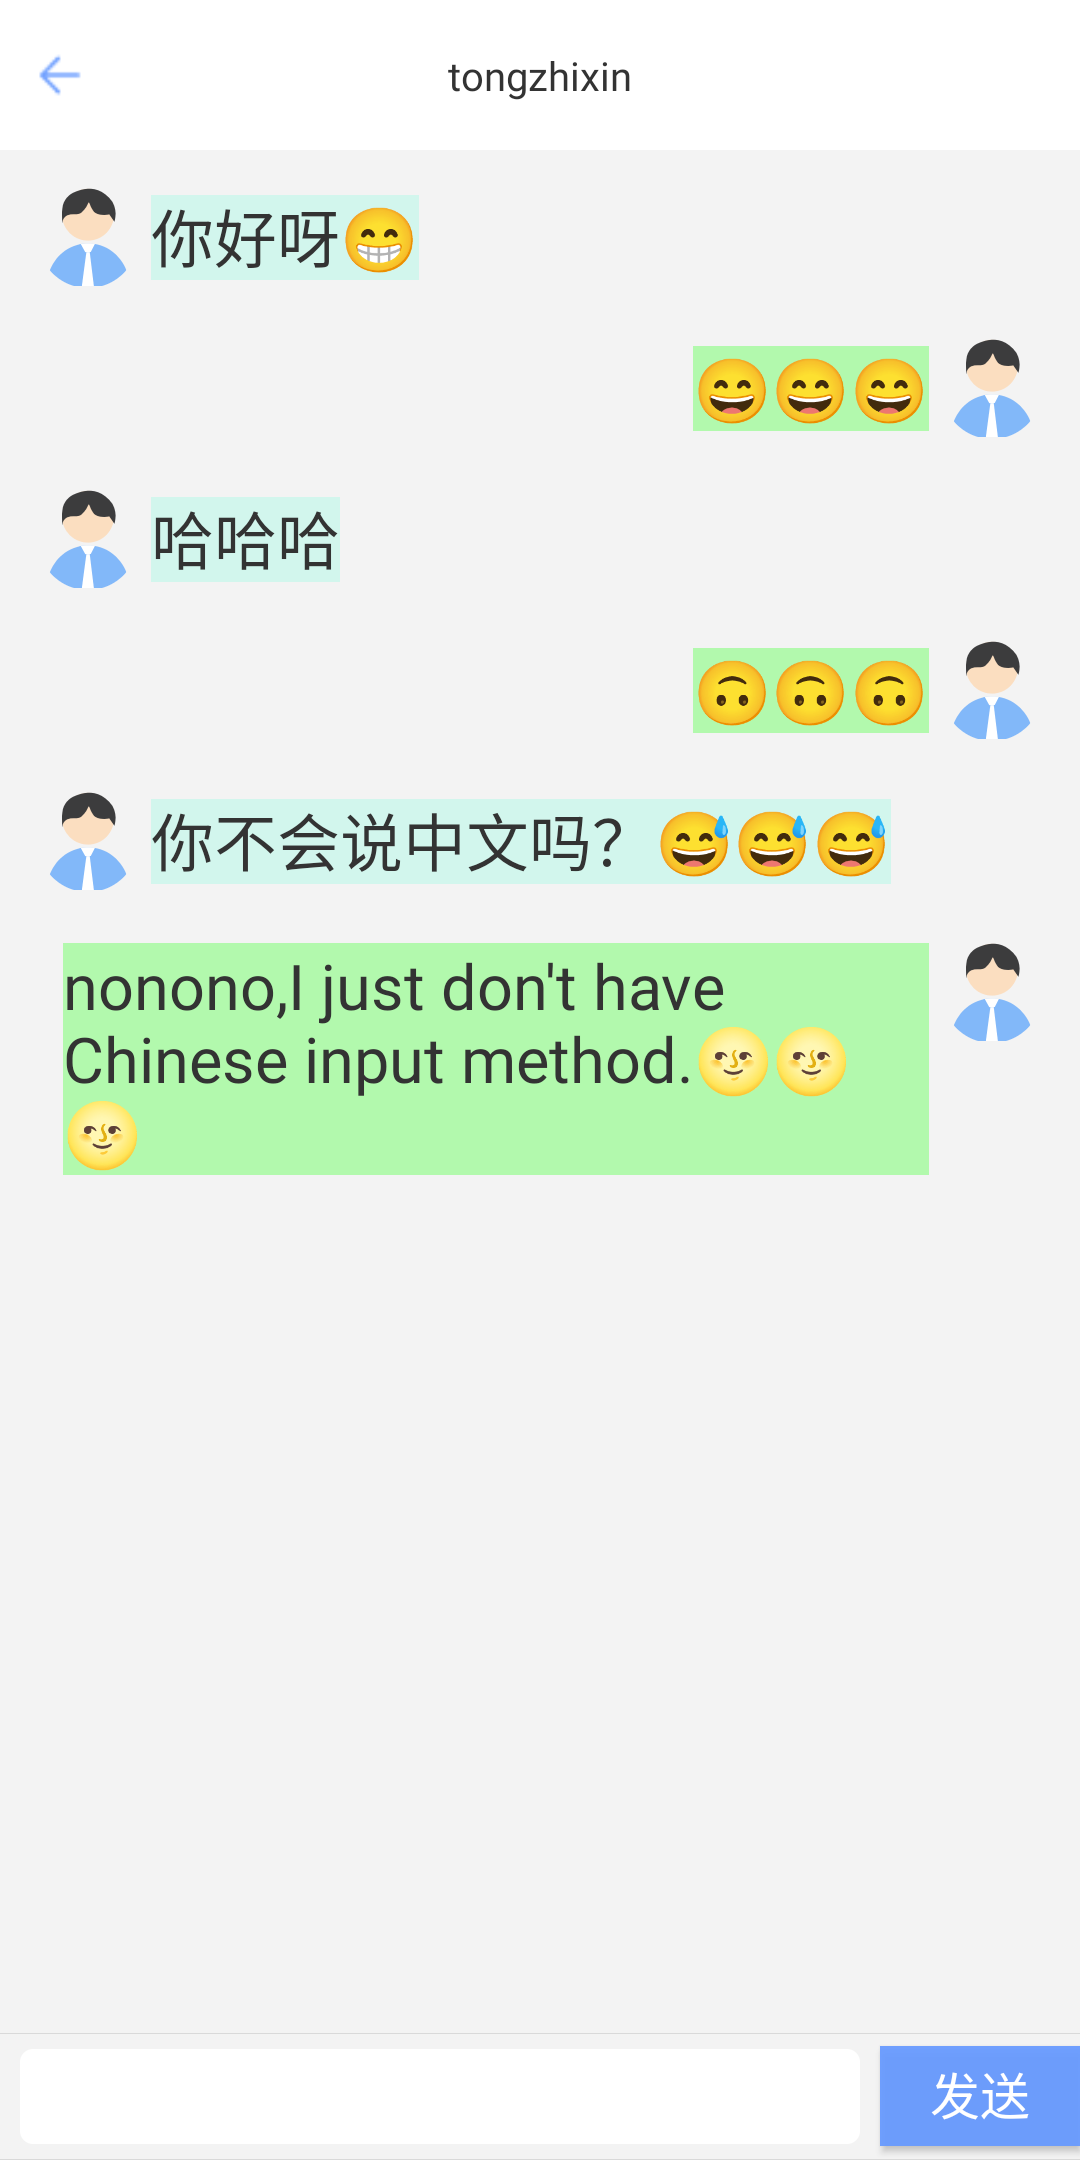 tongzhixin
你好呀😁
😄😄😄
哈哈哈
🙃🙃🙃
你不会说中文吗？😅😅😅
nonono,I just don't have
Chinese input method.🌝🌝
🌝
发送